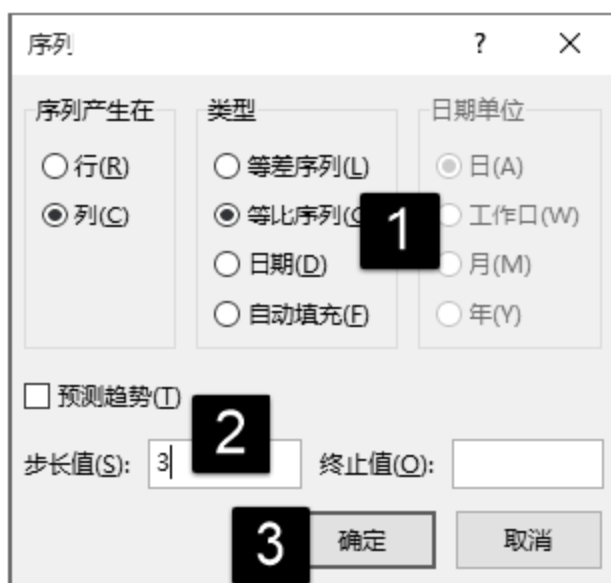 序列 ?
序列产生在 类型 日期单位
行(R) 等差序列(L) 日(A)
列(C) 等比序列( 1 工作日(W)
日期(D) 月(M)
自动填充(F) 年(Y)
预测趋势(T)
步长值(S): 3 2 终止值(O):
3 确定 取消